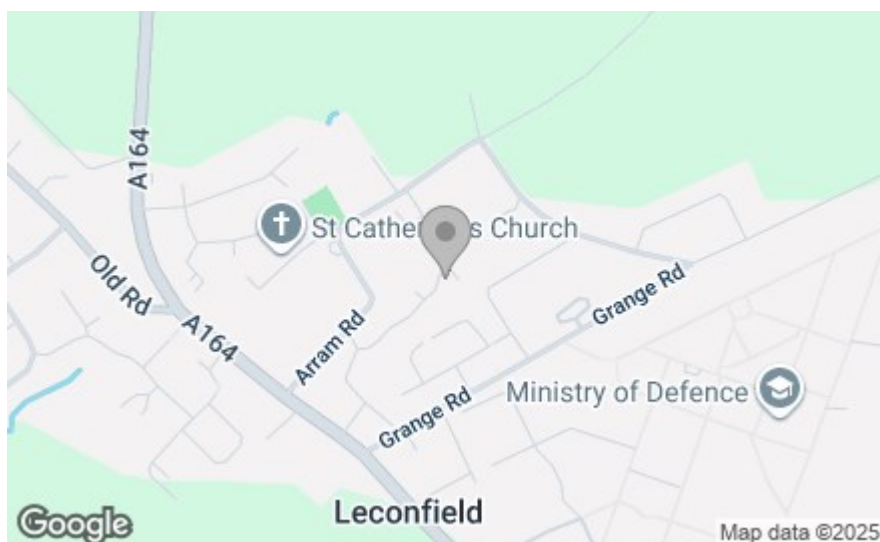 A164
St Cathe s Church
Old Rd
A164
Arram Rd
Grange Rd
Ministry of Defence
Grange Rd
Leconfield
Google
Map data ©2025